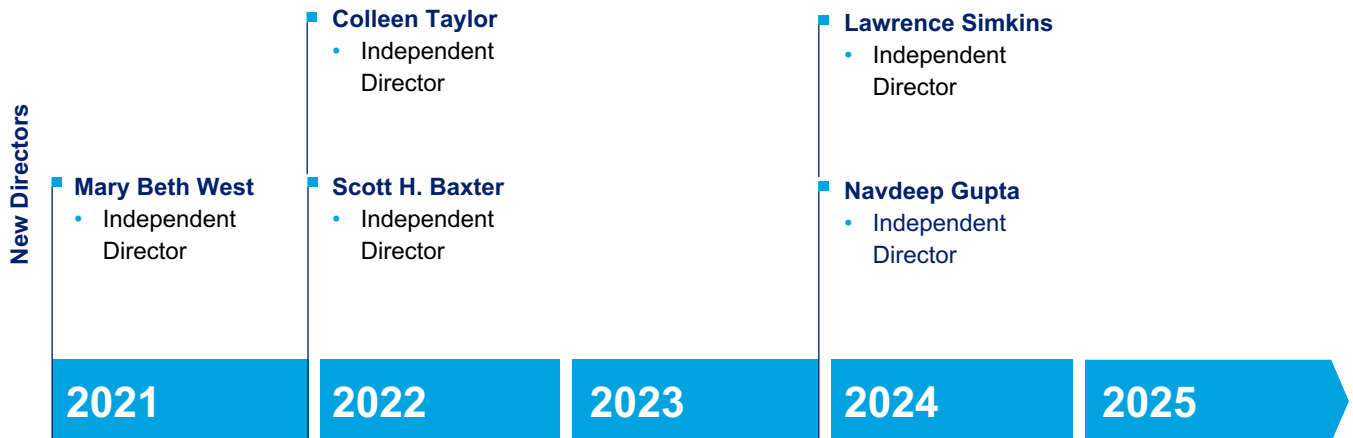 New Directors
Mary Beth West
• Independent
Director
Colleen Taylor
• Independent
Director
Scott H. Baxter
• Independent
Director
Lawrence Simkins
• Independent
Director
Navdeep Gupta
• Independent
Director
2021
2022
2023
2024
2025